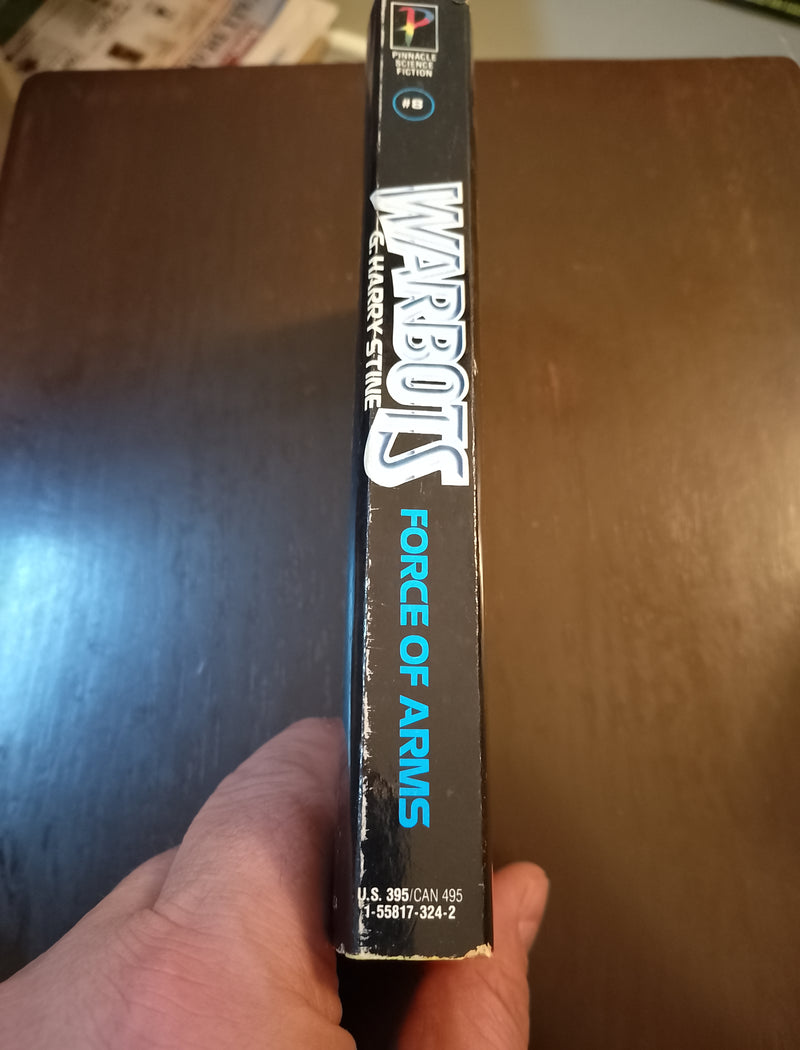 P
PINNACLE
SCIENCE
FICTION
#8
WARBOTS
G. HARRY STINE
FORCE OF ARMS
U.S. 395/CAN 495
1-55817-324-2